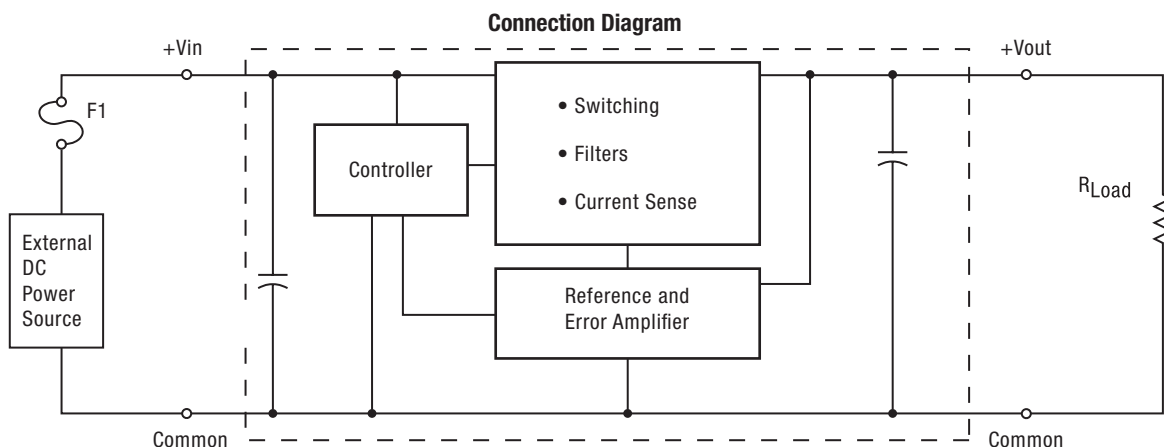 Connection Diagram
+Vin
+Vout
F1
• Switching
• Filters
• Current Sense
Controller
RLoad
External
DC
Power
Source
Reference and
Error Amplifier
Common
Common